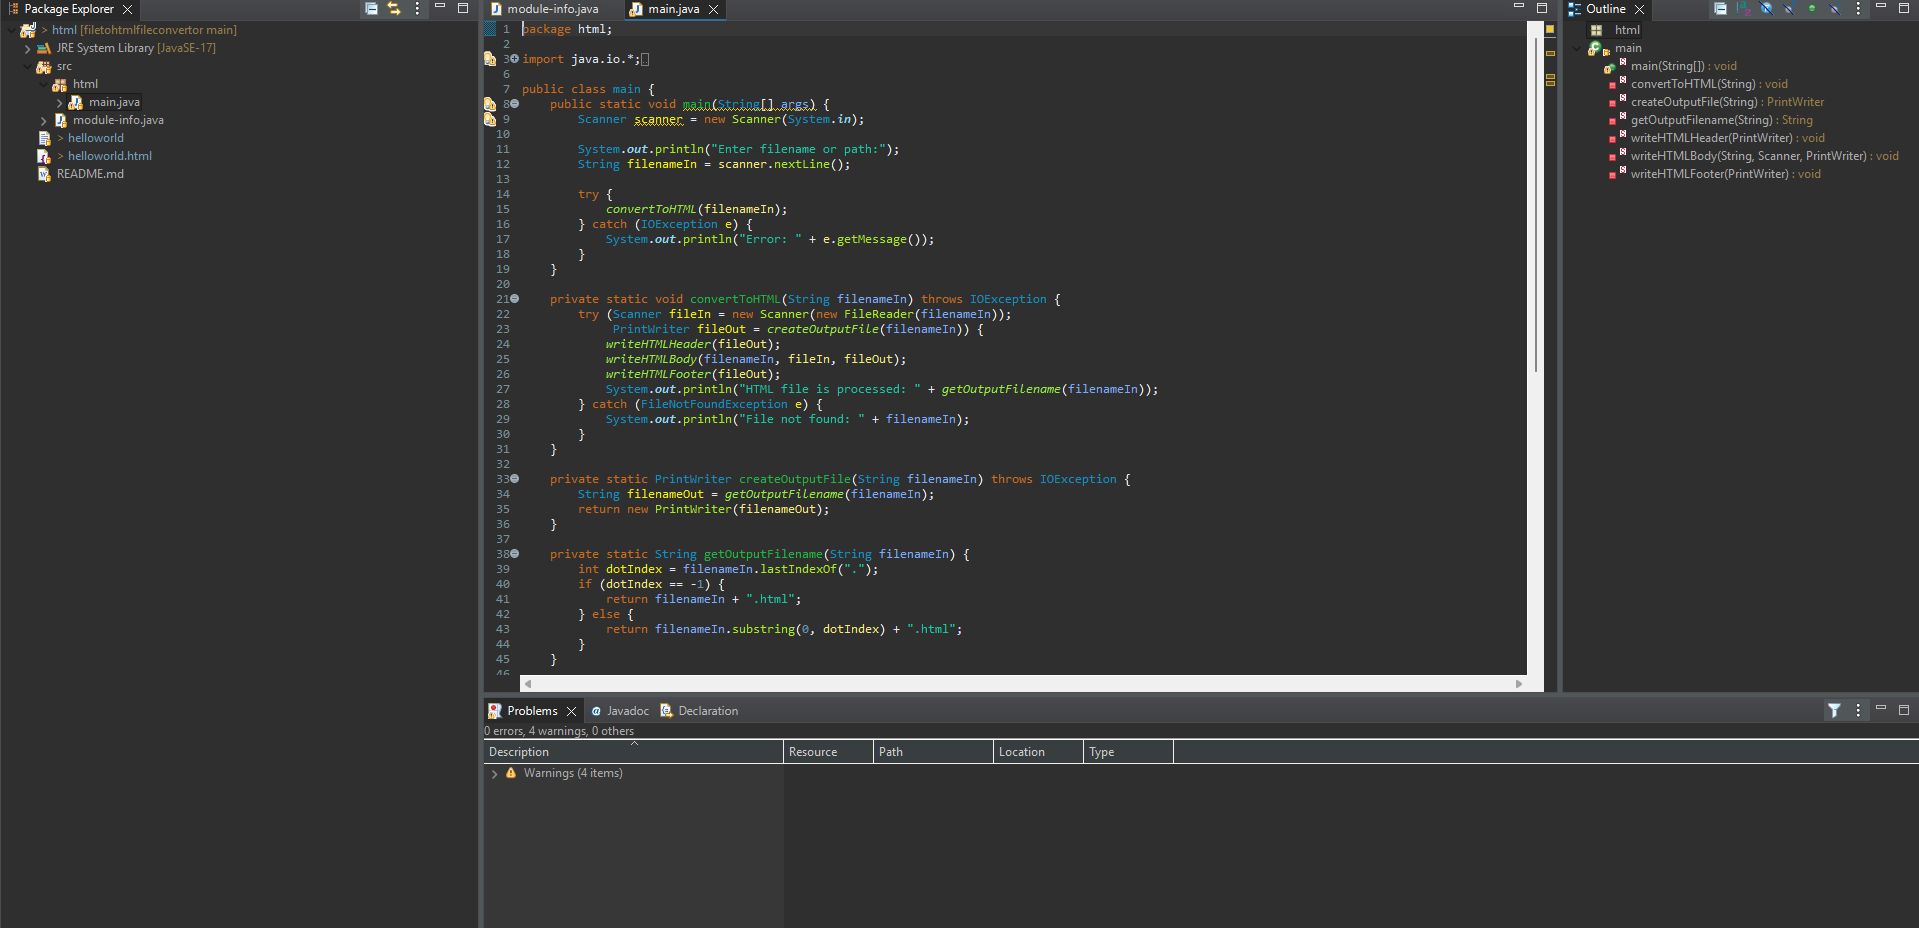 Package Explorer
> html [filetohtmlfileconvertor main]
JRE System Library [JavaSE-17]
src
html
main.java
module-info.java
> helloworld
> helloworld.html
README.md
module-info.java
main.java
1 package html;
2
3 import java.io.*;
6
7 public class main {
8 public static void main(String[] args) {
9 Scanner scanner = new Scanner(System.in);
10
11 System.out.println("Enter filename or path:");
12 String filenameIn = scanner.nextLine();
13
14 try {
15 convertToHTML(filenameIn);
16 } catch (IOException e) {
17 System.out.println("Error: " + e.getMessage());
18 }
19 }
20
21 private static void convertToHTML(String filenameIn) throws IOException {
22 try (Scanner fileIn = new Scanner(new FileReader(filenameIn));
23 PrintWriter fileOut = createOutputFile(filenameIn)) {
24 writeHTMLHeader(fileOut);
25 writeHTMLBody(filenameIn, fileIn, fileOut);
26 writeHTMLFooter(fileOut);
27 System.out.println("HTML file is processed: " + getOutputFilename(filenameIn));
28 } catch (FileNotFoundException e) {
29 System.out.println("File not found: " + filenameIn);
30 }
31 }
32
33 private static PrintWriter createOutputFile(String filenameIn) throws IOException {
34 String filenameOut = getOutputFilename(filenameIn);
35 return new PrintWriter(filenameOut);
36 }
37
38 private static String getOutputFilename(String filenameIn) {
39 int dotIndex = filenameIn.lastIndexOf(".");
40 if (dotIndex == -1) {
41 return filenameIn + ".html";
42 } else {
43 return filenameIn.substring(0, dotIndex) + ".html";
44 }
45 }
46
Outline
html
main
main(String[]) : void
convertToHTML(String) : void
createOutputFile(String) : PrintWriter
getOutputFilename(String) : String
writeHTMLHeader(PrintWriter) : void
writeHTMLBody(String, Scanner, PrintWriter) : void
writeHTMLFooter(PrintWriter) : void
Problems
Javadoc
Declaration
0 errors, 4 warnings, 0 others
Description Resource Path Location Type
Warnings (4 items)